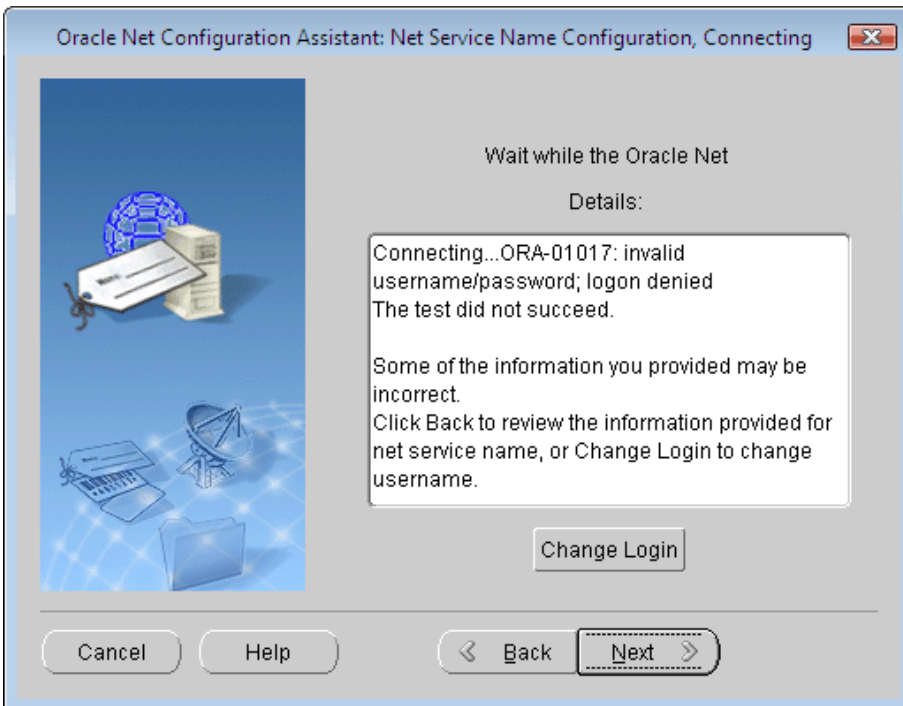 Oracle Net Configuration Assistant: Net Service Name Configuration, Connecting
Wait while the Oracle Net
Details:
Connecting...ORA-01017: invalid
username/password; logon denied
The test did not succeed.
Some of the information you provided may be
incorrect.
Click Back to review the information provided for
net service name, or Change Login to change
username.
Change Login
Cancel
Help
Back
Next